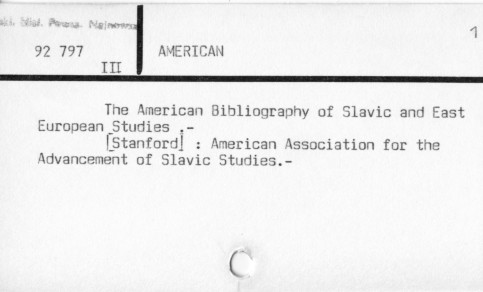 1
92 797 AMERICAN
III
The American Bibliography of Slavic and East
European Studies .-
[Stanford] : American Association for the
Advancement of Slavic Studies.-